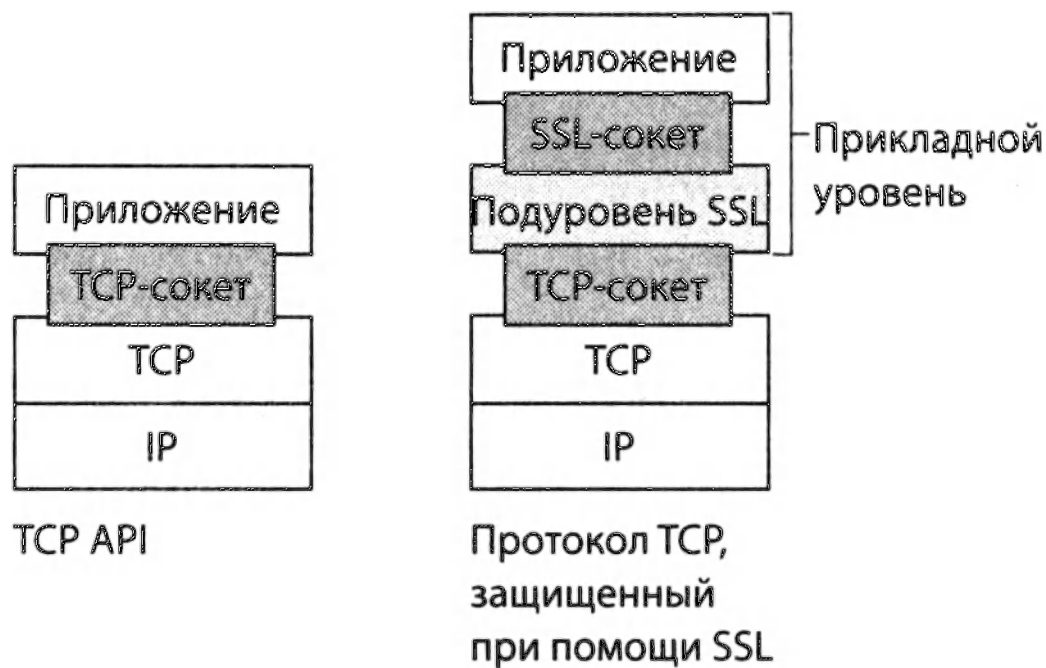 Приложение
TCP-сокет
TCP
IP
TCP API
Приложение
SSL-сокет
Подуровень SSL
TCP-сокет
TCP
IP
Прикладной
уровень
Протокол TCP,
защищенный
при помощи SSL